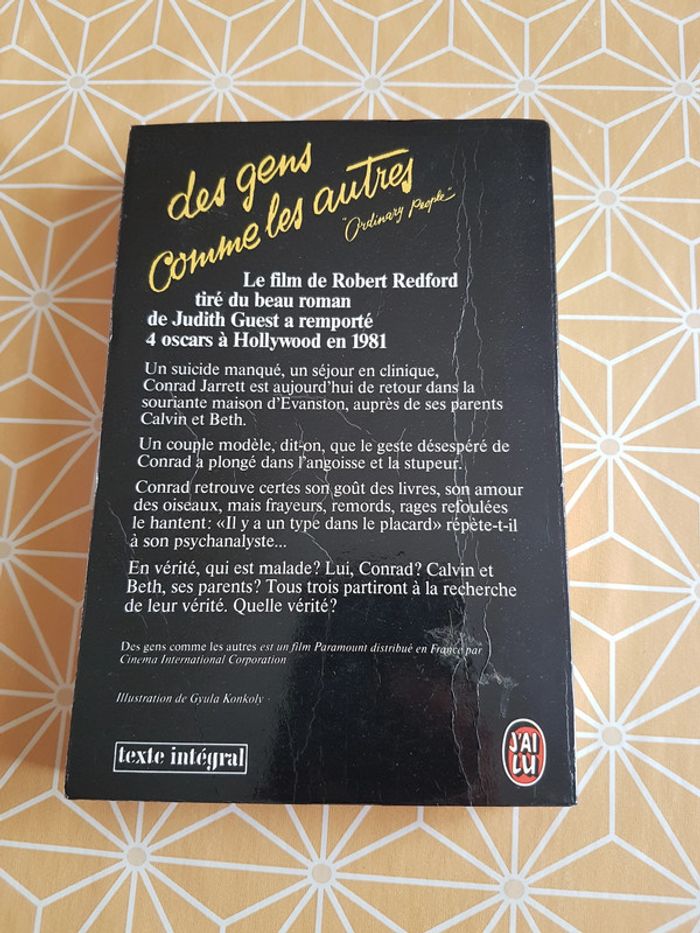 des gens
comme les autres
"Ordinary People"
Le film de Robert Redford
tiré du beau roman
de Judith Guest a remporté
4 oscars à Hollywood en 1981
Un suicide manqué, un séjour en clinique,
Conrad Jarrett est aujourd'hui de retour dans la
souriante maison d'Evanston, auprès de ses parents
Calvin et Beth.
Un couple modèle, dit-on, que le geste désespéré de
Conrad a plongé dans l'angoisse et la stupeur.
Conrad retrouve certes son goût des livres, son amour
des oiseaux, mais frayeurs, remords, rages refoulées
le hantent: «Il y a un type dans le placard» répète-t-il
à son psychanalyste...
En vérité, qui est malade? Lui, Conrad? Calvin et
Beth, ses parents? Tous trois partiront à la recherche
de leur vérité. Quelle vérité?
Des gens comme les autres est un film Paramount distribué en France par
Cinema International Corporation
Illustration de Gyula Konkoly
texte intégral
J'AI
LU